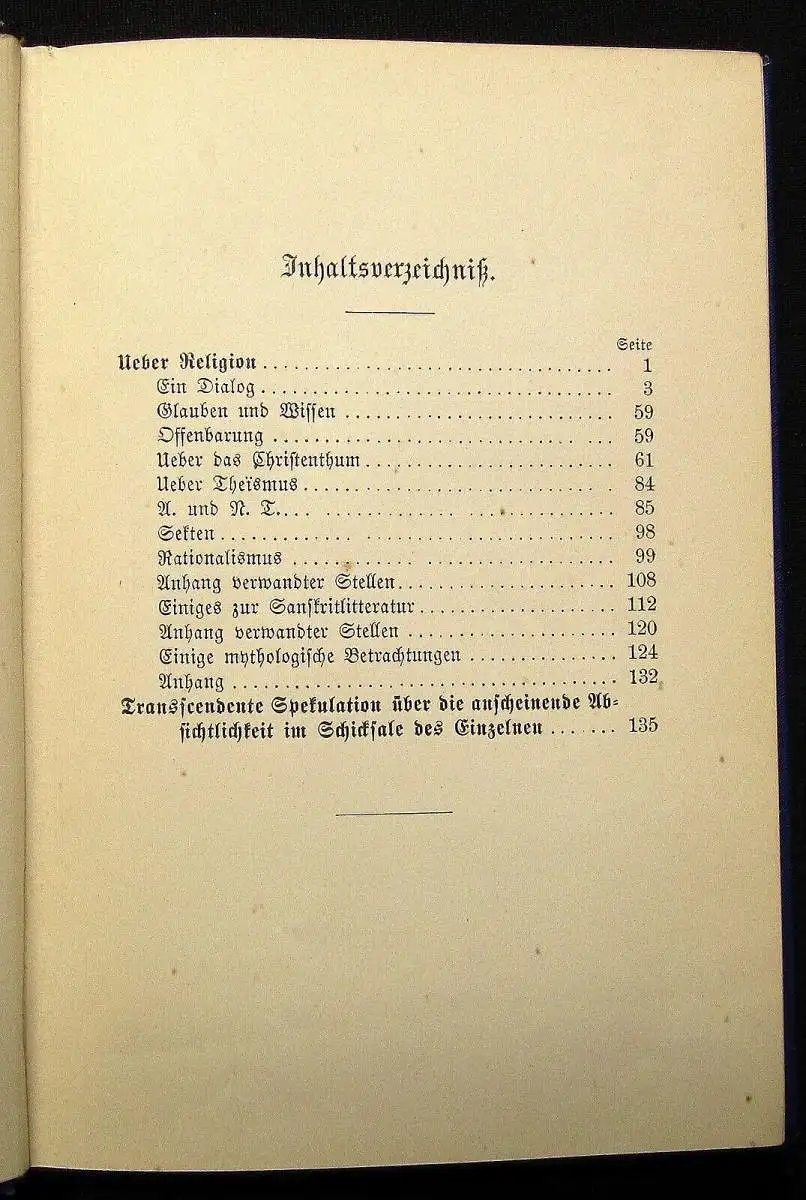 Inhaltsverzeichniß.
Seite
Ueber Religion . . . . . . . . . . . . . . . . . . . . . . . . . . . . . . 1
Ein Dialog . . . . . . . . . . . . . . . . . . . . . . . . . . . . . . 3
Glauben und Wissen . . . . . . . . . . . . . . . . . . . . . . . . 59
Offenbarung . . . . . . . . . . . . . . . . . . . . . . . . . . . . 59
Ueber das Christenthum . . . . . . . . . . . . . . . . . . . . . . 61
Ueber Theïsmus . . . . . . . . . . . . . . . . . . . . . . . . . . 84
A. und N. T. . . . . . . . . . . . . . . . . . . . . . . . . . . . 85
Sekten . . . . . . . . . . . . . . . . . . . . . . . . . . . . . . 98
Rationalismus . . . . . . . . . . . . . . . . . . . . . . . . . . . 99
Anhang verwandter Stellen . . . . . . . . . . . . . . . . . . . . . 108
Einiges zur Sanskritlitteratur . . . . . . . . . . . . . . . . . . . 112
Anhang verwandter Stellen . . . . . . . . . . . . . . . . . . . . . 120
Einige mythologische Betrachtungen . . . . . . . . . . . . . . . . 124
Anhang . . . . . . . . . . . . . . . . . . . . . . . . . . . . . . 132
Transscendente Spekulation über die anscheinende Ab-
sichtlichkeit im Schicksale des Einzelnen . . . . . . . 135